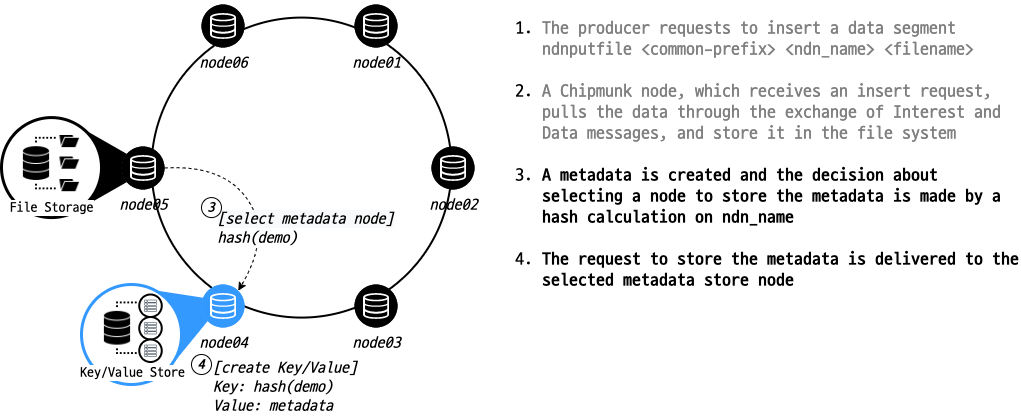 node06
node01
node05
node02
File Storage
3
[select metadata node]
hash(demo)
node04
node03
Key/Value Store
4
[create Key/Value]
Key: hash(demo)
Value: metadata
1. The producer requests to insert a data segment
ndnputfile <common-prefix> <ndn_name> <filename>
2. A Chipmunk node, which receives an insert request,
pulls the data through the exchange of Interest and
Data messages, and store it in the file system
3. A metadata is created and the decision about
selecting a node to store the metadata is made by a
hash calculation on ndn_name
4. The request to store the metadata is delivered to the
selected metadata store node